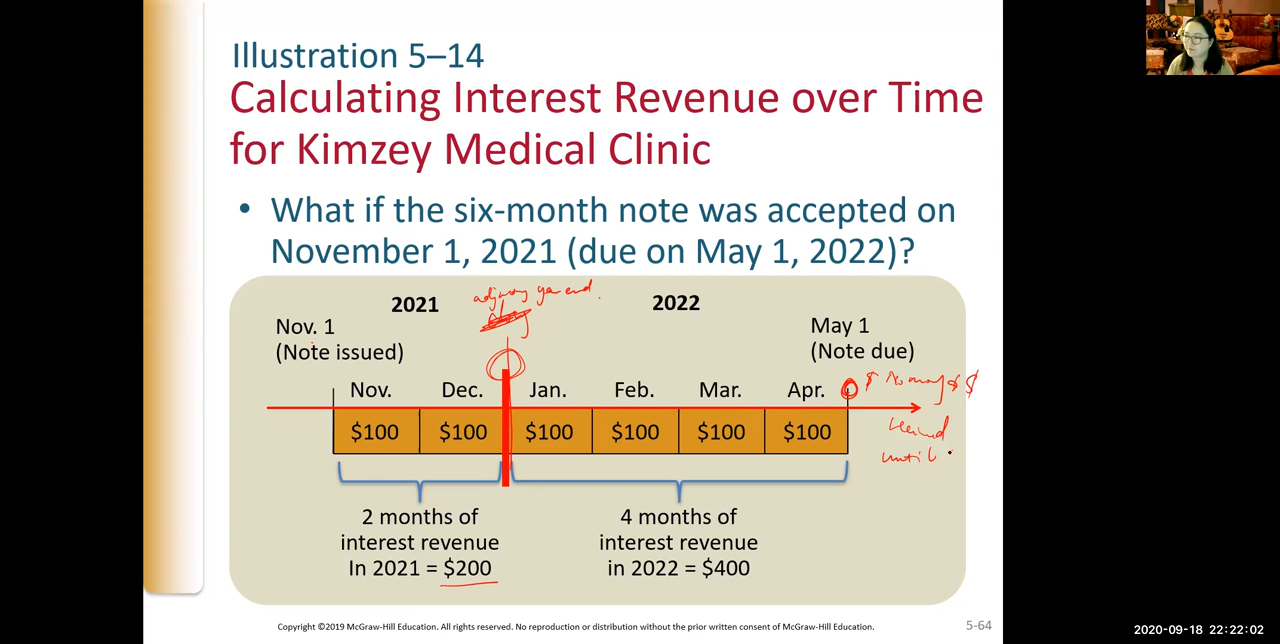 Illustration 5–14
Calculating Interest Revenue over Time
for Kimzey Medical Clinic
• What if the six-month note was accepted on
November 1, 2021 (due on May 1, 2022)?
2021
adjusting year end.
2022
Nov. 1
(Note issued)
May 1
(Note due)
Nov. Dec. Jan. Feb. Mar. Apr.
$100 $100 $100 $100 $100 $100
until
2 months of
interest revenue
In 2021 = $200
4 months of
interest revenue
in 2022 = $400
Copyright ©2019 McGraw-Hill Education. All rights reserved. No reproduction or distribution without the prior written consent of McGraw-Hill Education.
5-64
2020-09-18 22:22:02